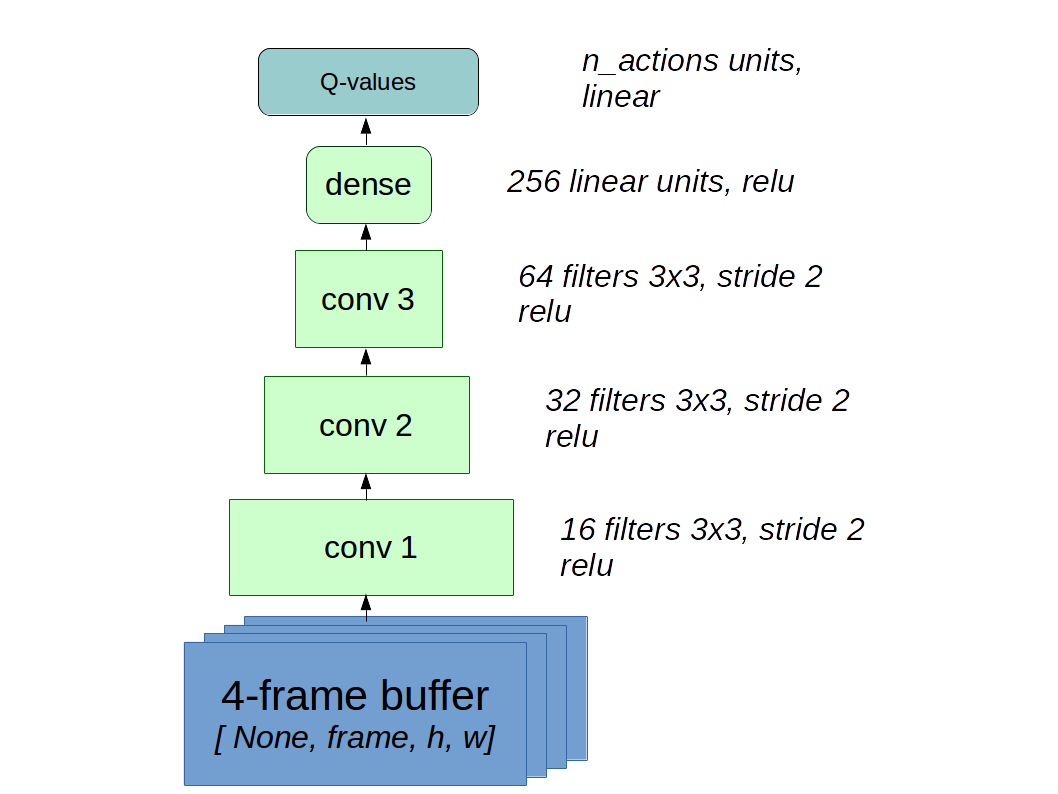 Q-values
n_actions units,
linear
dense
256 linear units, relu
conv 3
64 filters 3x3, stride 2
relu
conv 2
32 filters 3x3, stride 2
relu
conv 1
16 filters 3x3, stride 2
relu
4-frame buffer
[ None, frame, h, w]